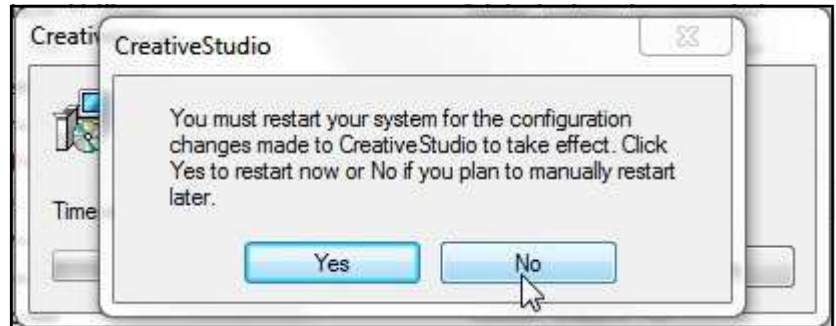 Creativ
CreativeStudio
You must restart your system for the configuration
changes made to CreativeStudio to take effect. Click
Yes to restart now or No if you plan to manually restart
later.
Time
Yes
No